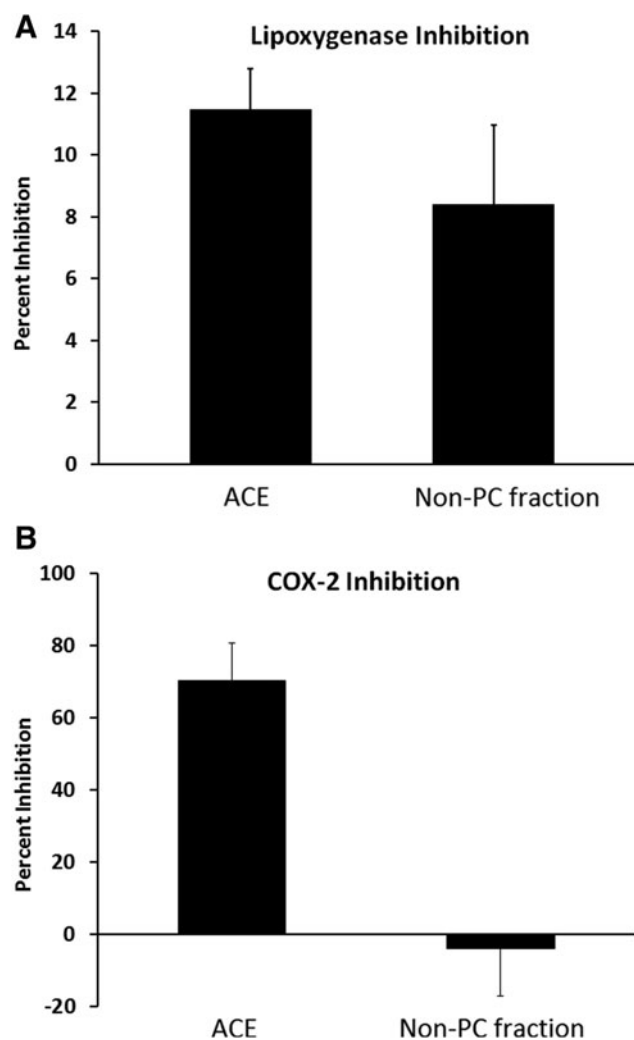 A
Lipoxygenase Inhibition
Percent Inhibition
14
12
10
8
6
4
2
0
ACE Non-PC fraction
B
COX-2 Inhibition
Percent Inhibition
100
80
60
40
20
0
-20
ACE Non-PC fraction